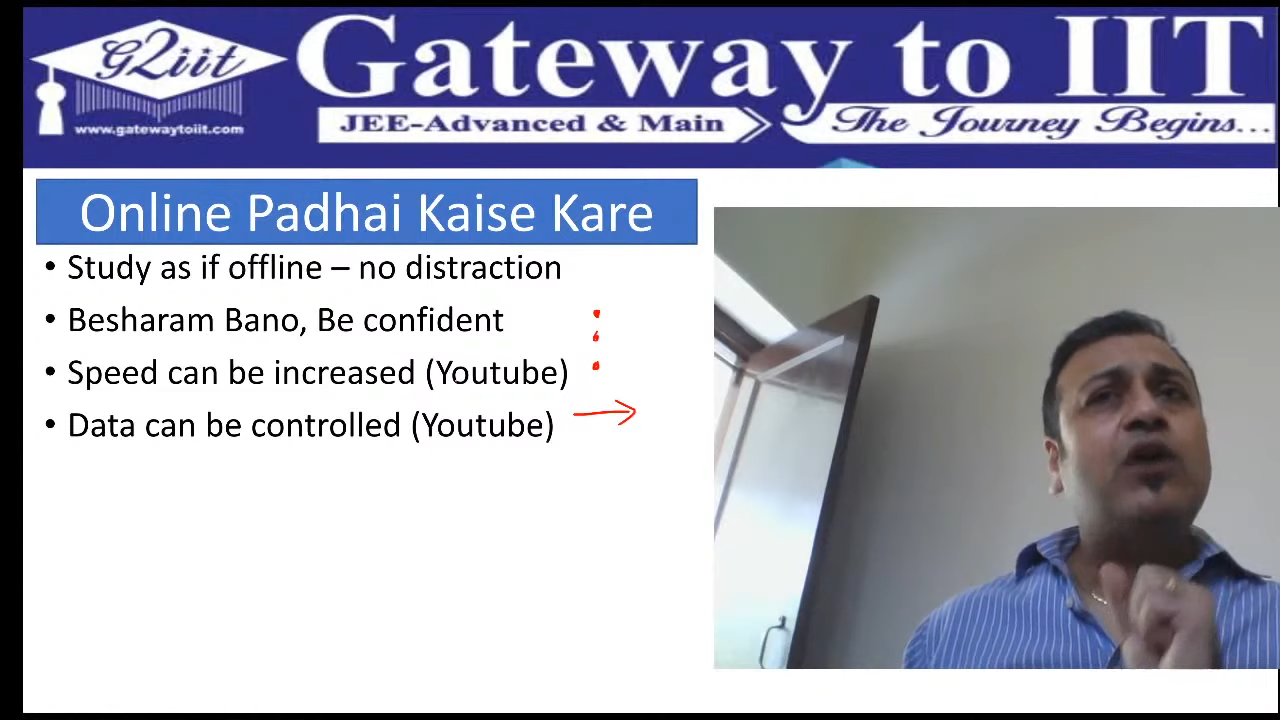 G2iit
www.gatewaytoiit.com
Gateway to IIT
JEE-Advanced & Main
The Journey Begins...
Online Padhai Kaise Kare
• Study as if offline – no distraction
• Besharam Bano, Be confident
• Speed can be increased (Youtube)
• Data can be controlled (Youtube)